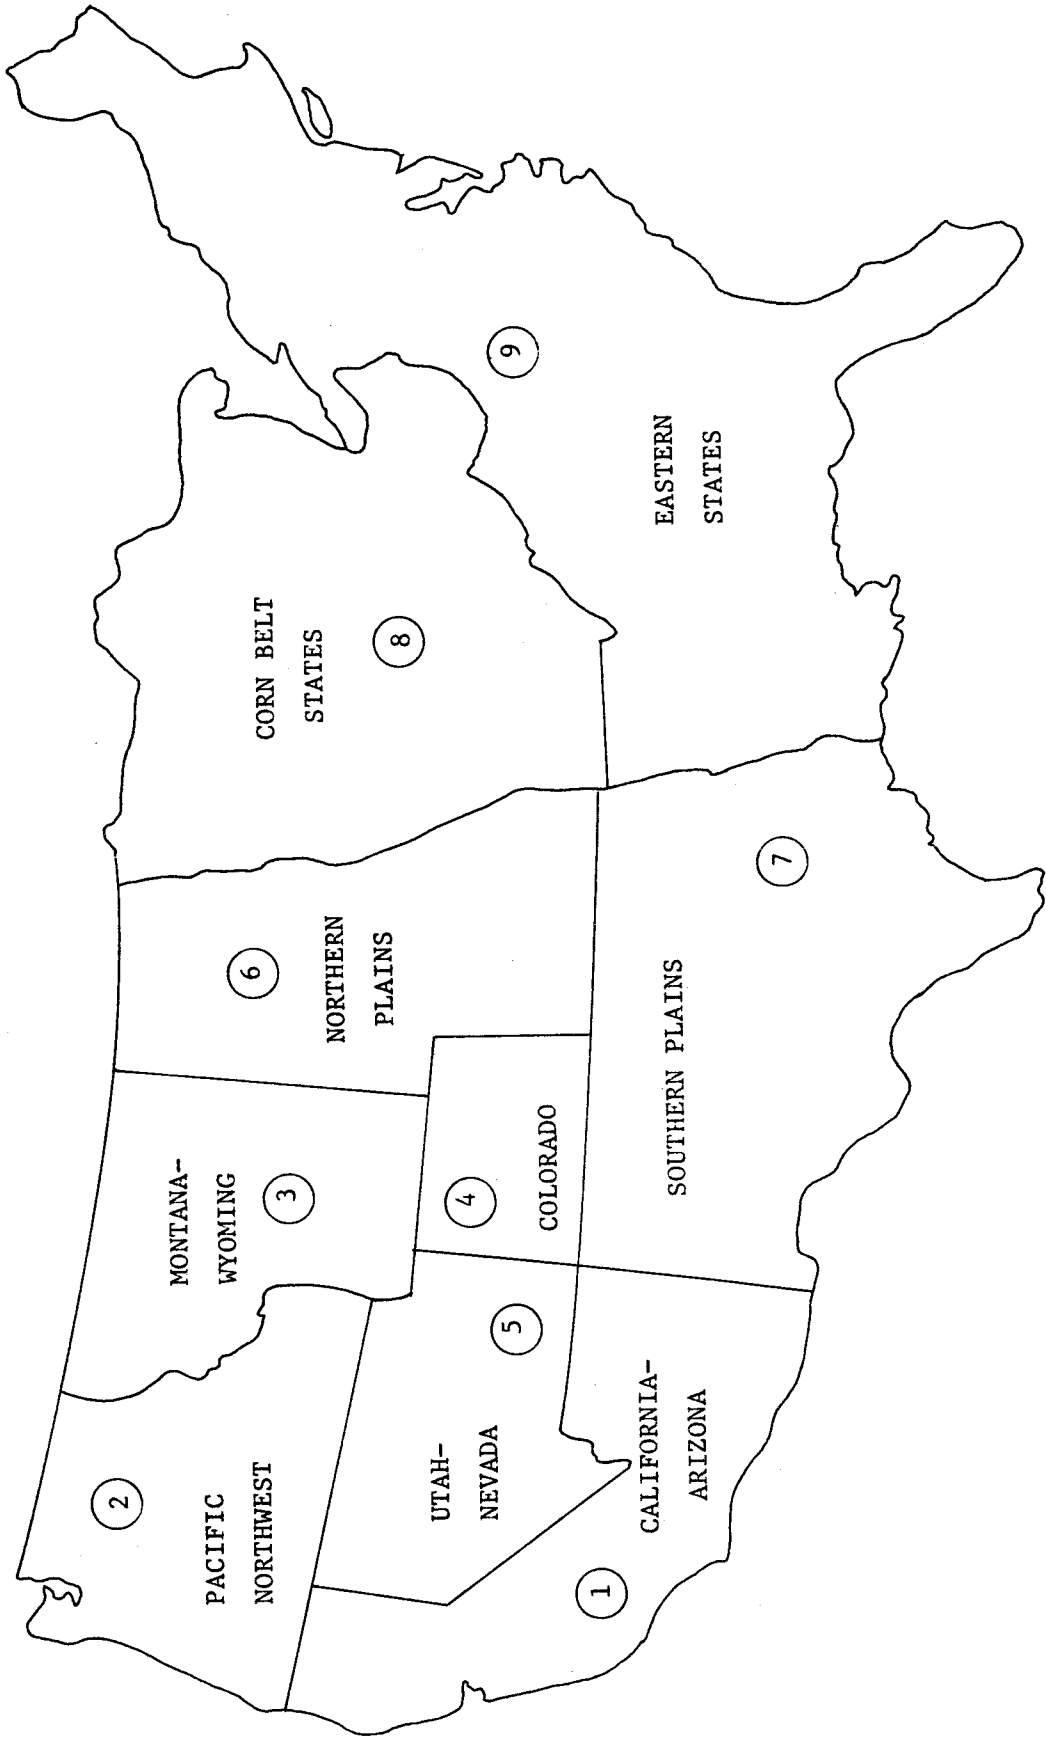 2
PACIFIC
NORTHWEST
MONTANA-
WYOMING
3
6
NORTHERN
PLAINS
CORN BELT
STATES
8
UTAH-
NEVADA
5
4
COLORADO
9
EASTERN
STATES
1
CALIFORNIA-
ARIZONA
SOUTHERN PLAINS
7